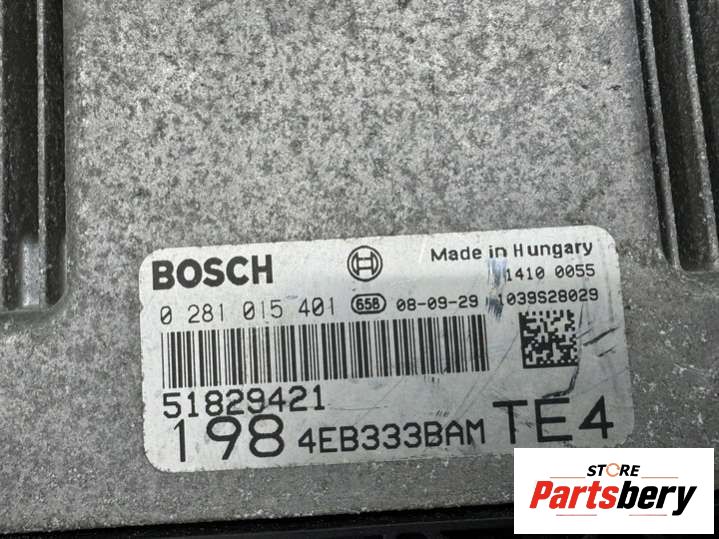 BOSCH Made in Hungary
1410 0055
0 281 015 401 658 08-09-29 1039S28029
51829421
198 4EB333BAM TE4
STORE
Partsbery